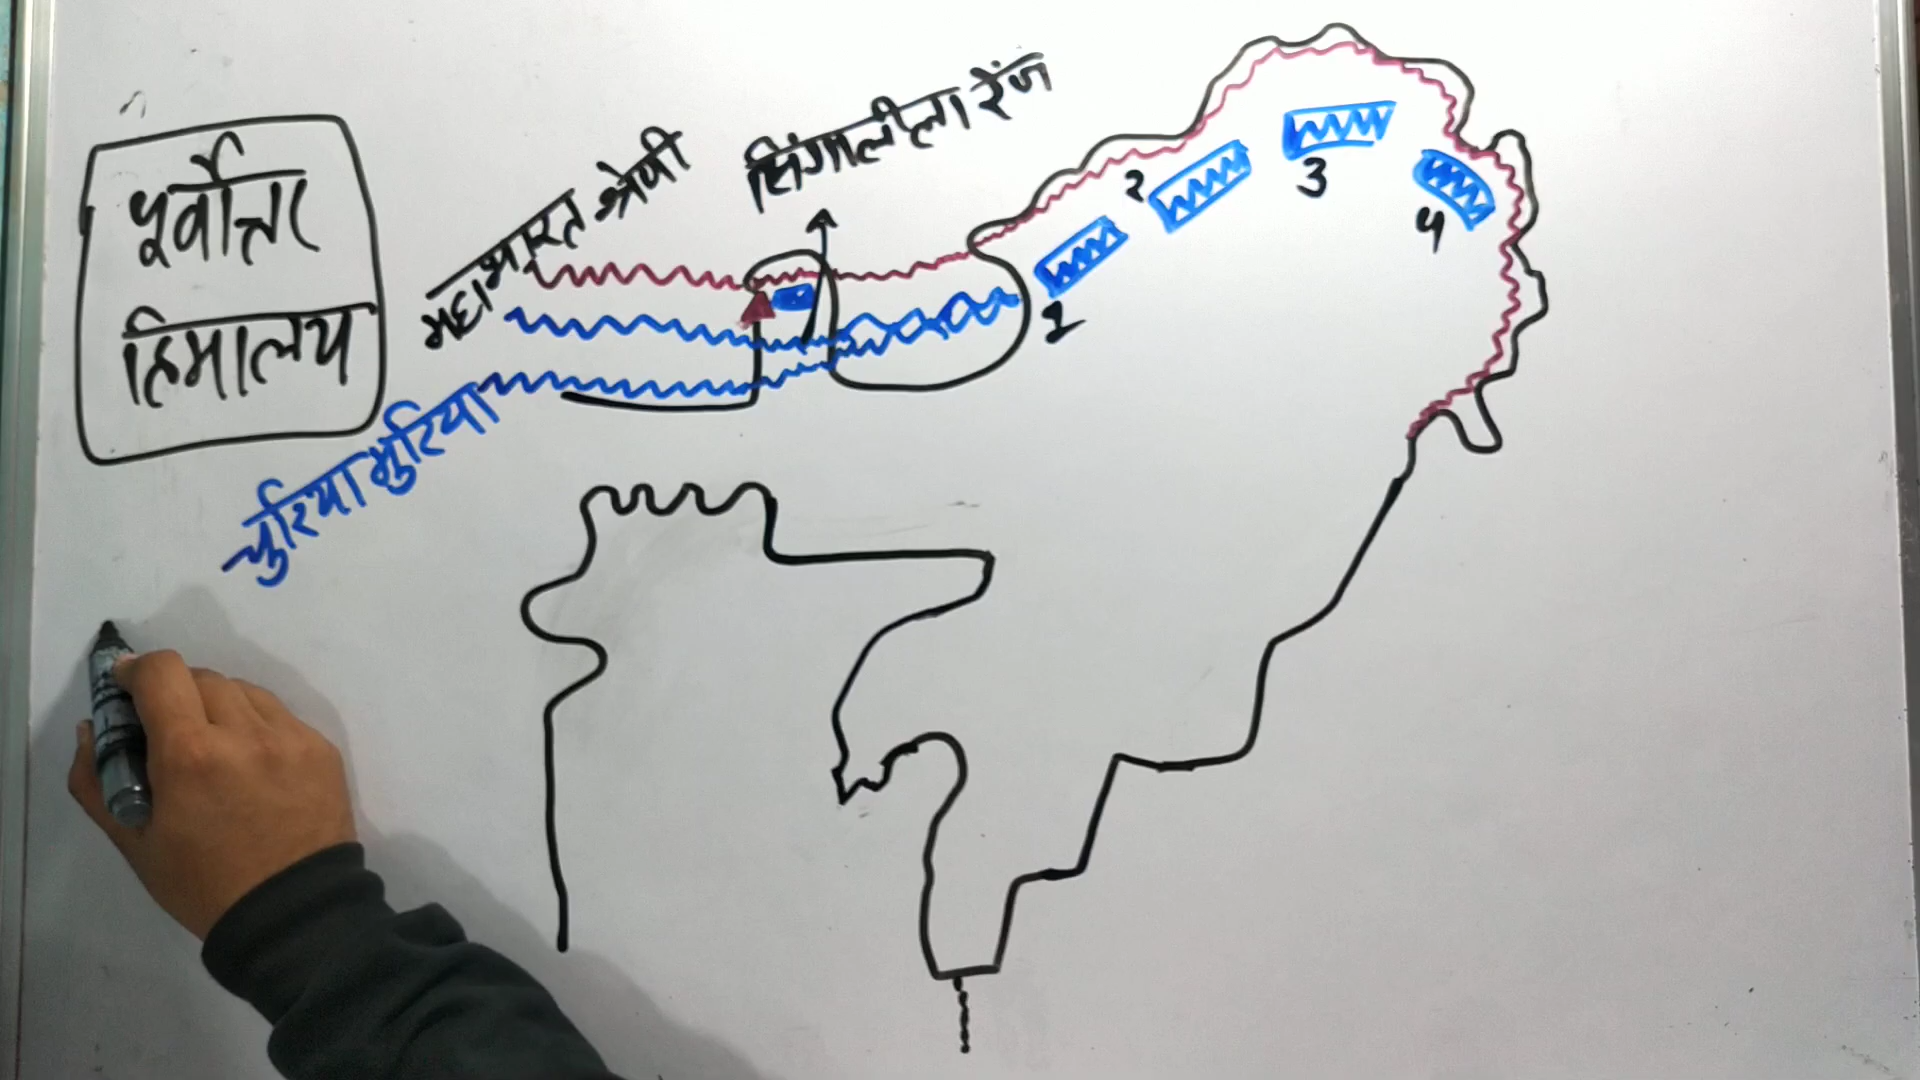 पूर्वोत्तर
हिमालय
महाभारत श्रेणी
सिंगालीला रेंज
चुरिया मुरिया
1
2
3
4